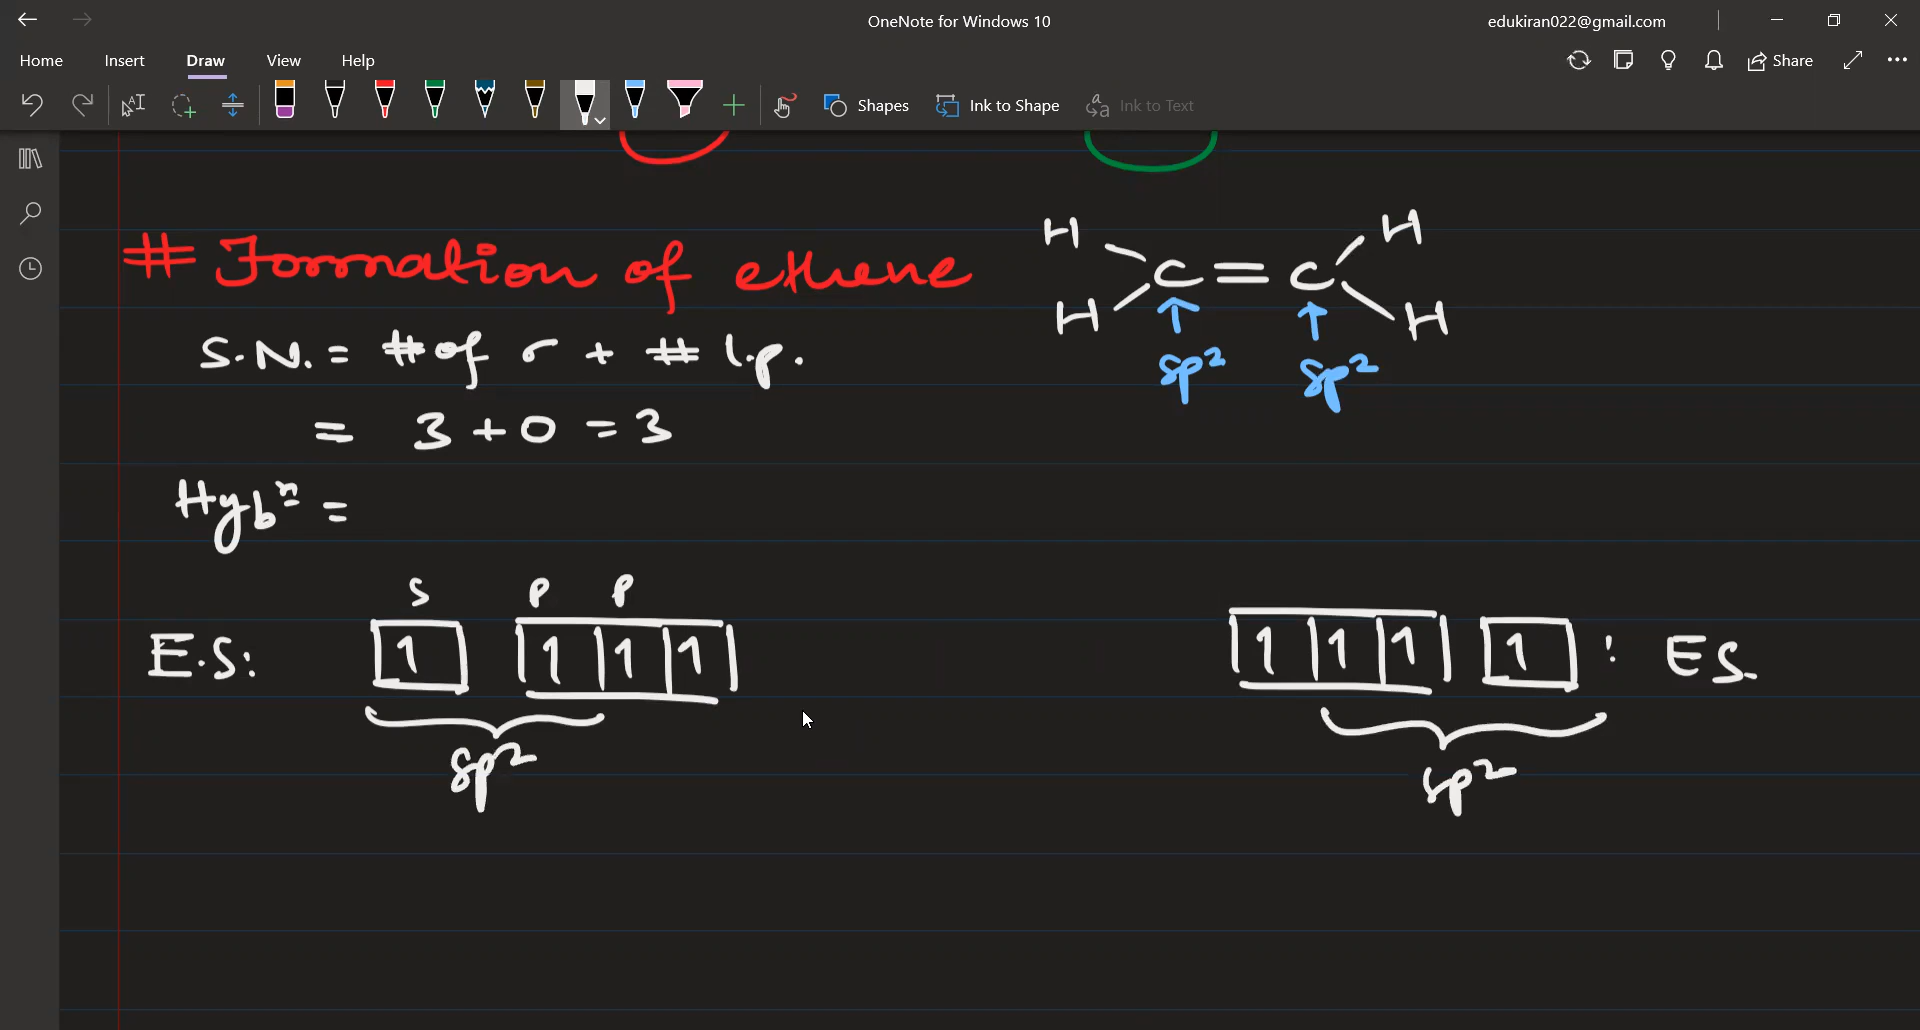 OneNote for Windows 10
edukiran022@gmail.com
Home Insert Draw View Help
Share
Shapes Ink to Shape Ink to Text
# Formation of ethene
H H
C = C
H H
↑ ↑
sp² sp²
S.N. = # of σ + # l.p.
= 3 + 0 = 3
Hybⁿ =
S P P
E.S: 1 1 1 1
1 1 1 1 : ES.
sp² sp²